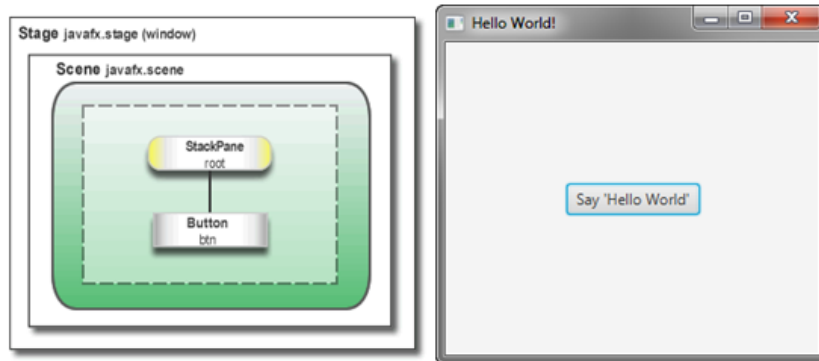 Stage javafx.stage (window)
Scene javafx.scene
StackPane
root
Button
btn
Hello World!
Say 'Hello World'